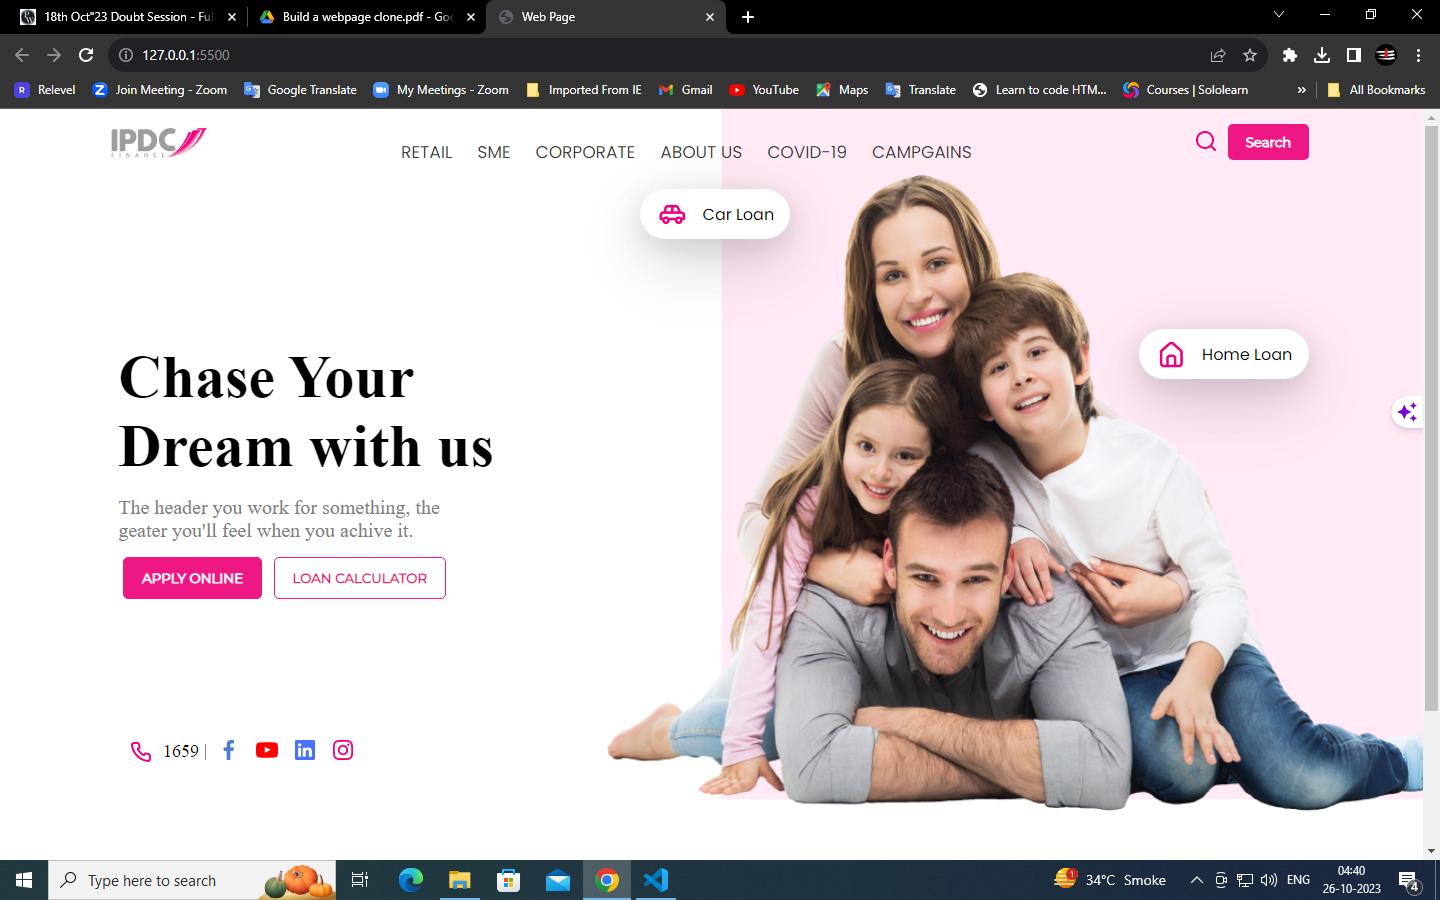 18th Oct"23 Doubt Session - Ful
Build a webpage clone.pdf - Goo
Web Page
127.0.0.1:5500
Relevel
Join Meeting - Zoom
Google Translate
My Meetings - Zoom
Imported From IE
Gmail
YouTube
Maps
Translate
Learn to code HTM...
Courses | Sololearn
»
All Bookmarks
IPDC
FINANCE
RETAIL
SME
CORPORATE
ABOUT US
COVID-19
CAMPGAINS
Search
Car Loan
Home Loan
Chase Your
Dream with us
The header you work for something, the
geater you'll feel when you achive it.
APPLY ONLINE
LOAN CALCULATOR
1659 |
Type here to search
1
34°C Smoke
ENG
04:40
26-10-2023
4